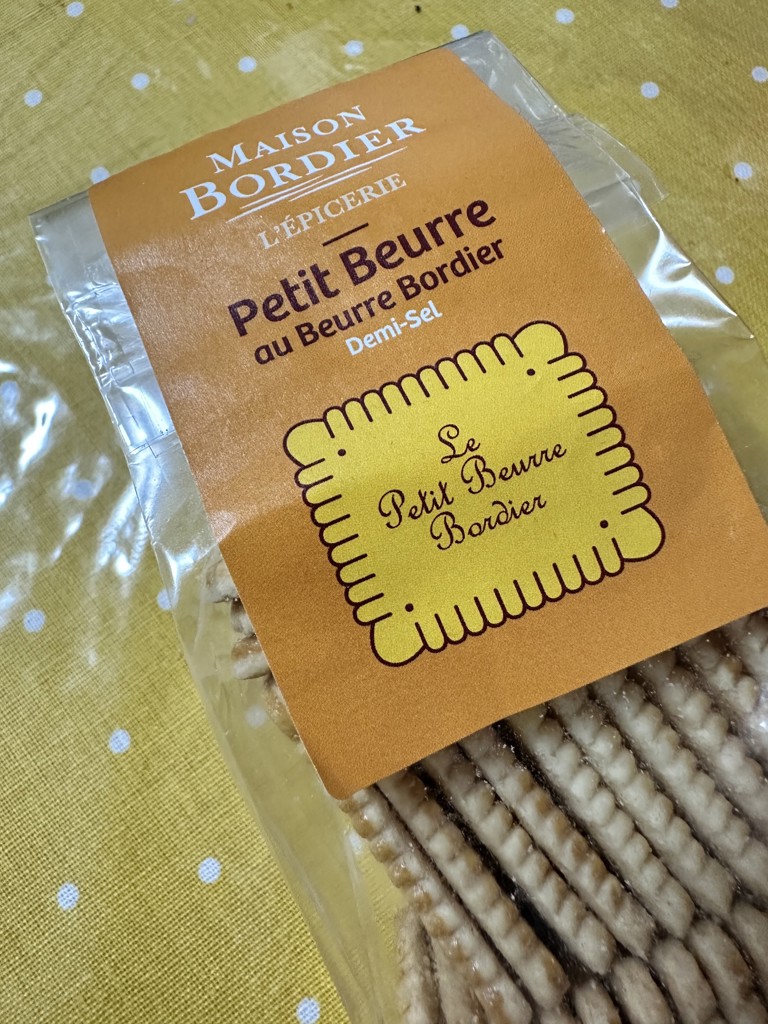 MAISON
BORDIER
L'ÉPICERIE
Petit Beurre
au Beurre Bordier
Demi-Sel
Le
Petit Beurre
Bordier